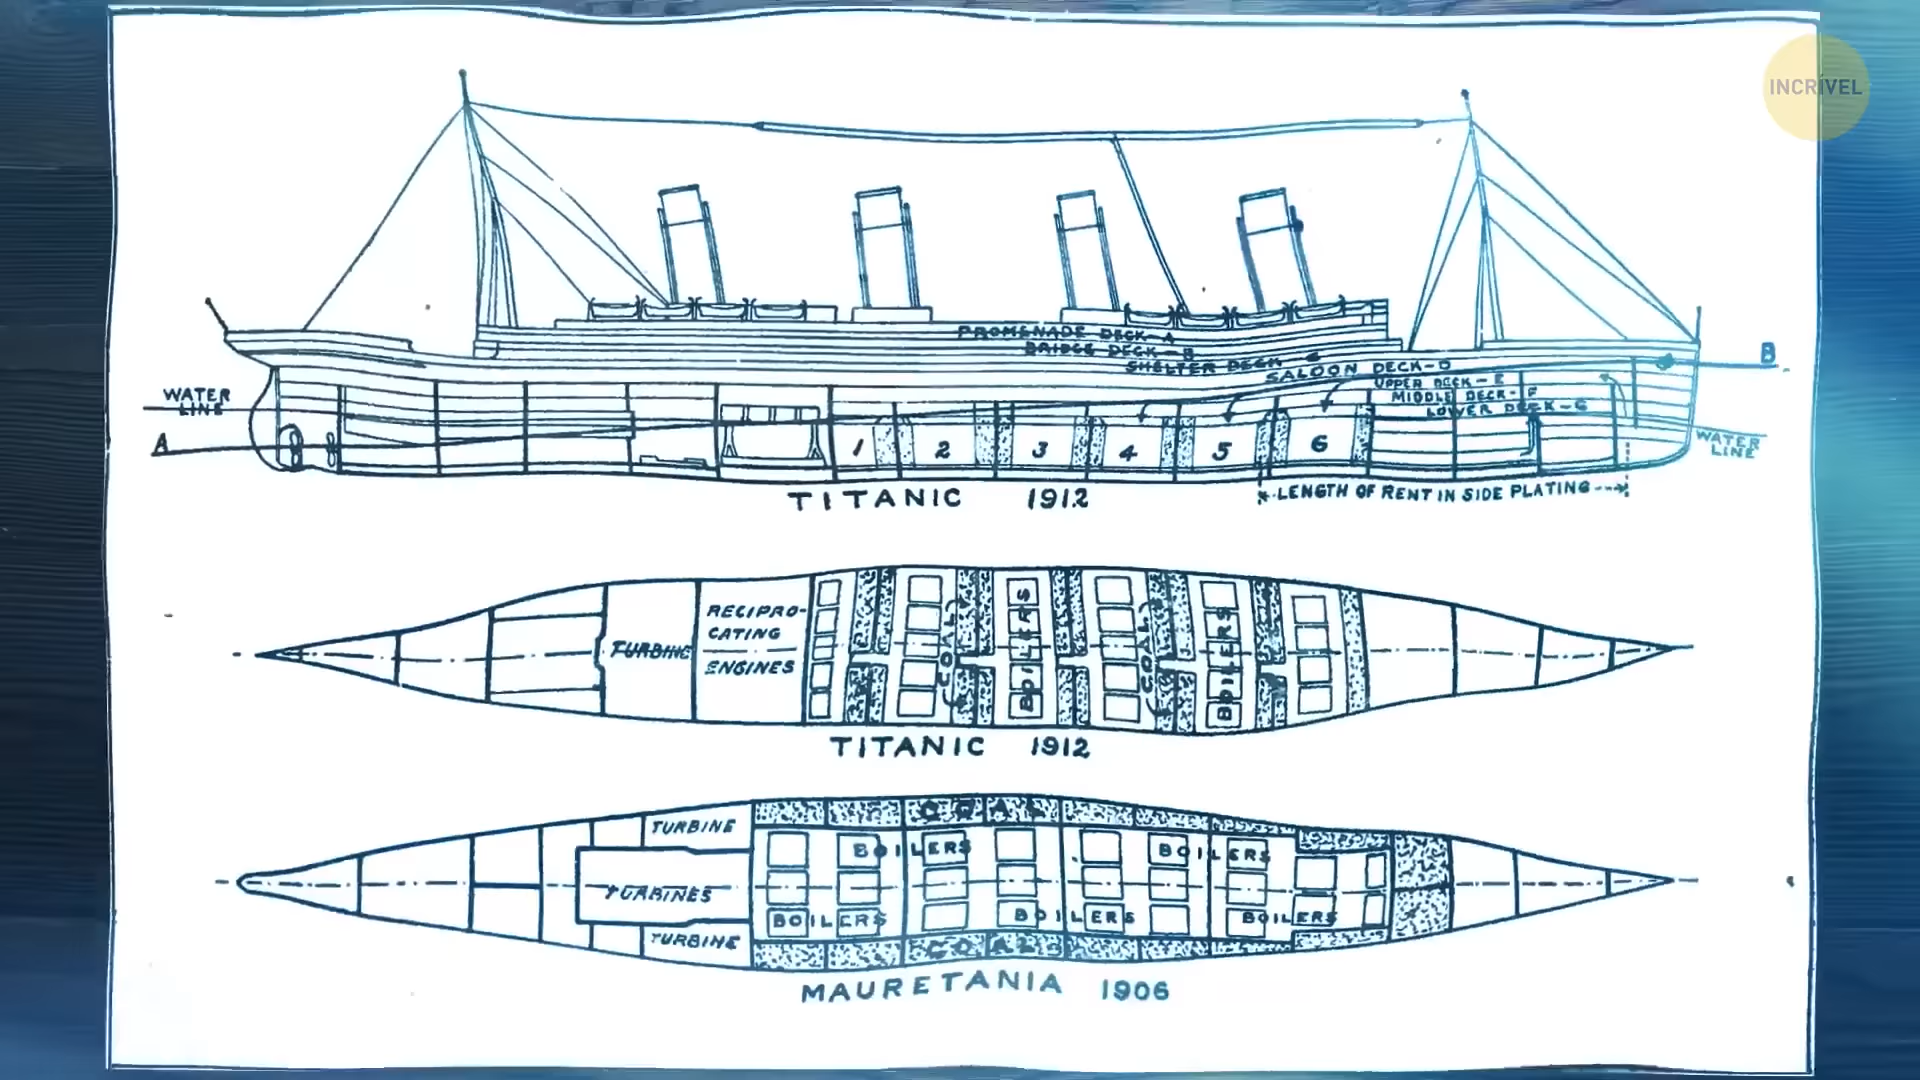 INCRÍVEL
PROMENADE DECK-A
BRIDGE DECK-B
SHELTER DECK-C
SALOON DECK-D
B
UPPER DECK-E
MIDDLE DECK-F
LOWER DECK-G
WATER
LINE
A
1
2
3
4
5
6
WATER
LINE
TITANIC 1912
LENGTH OF RENT IN SIDE PLATING
TURBINE
RECIPRO-
CATING
ENGINES
COAL
BOILERS
COAL
BOILERS
TITANIC 1912
TURBINE
TURBINES
TURBINE
COAL
BOILERS
BOILERS
BOILERS
BOILERS
BOILERS
COAL
MAURETANIA 1906